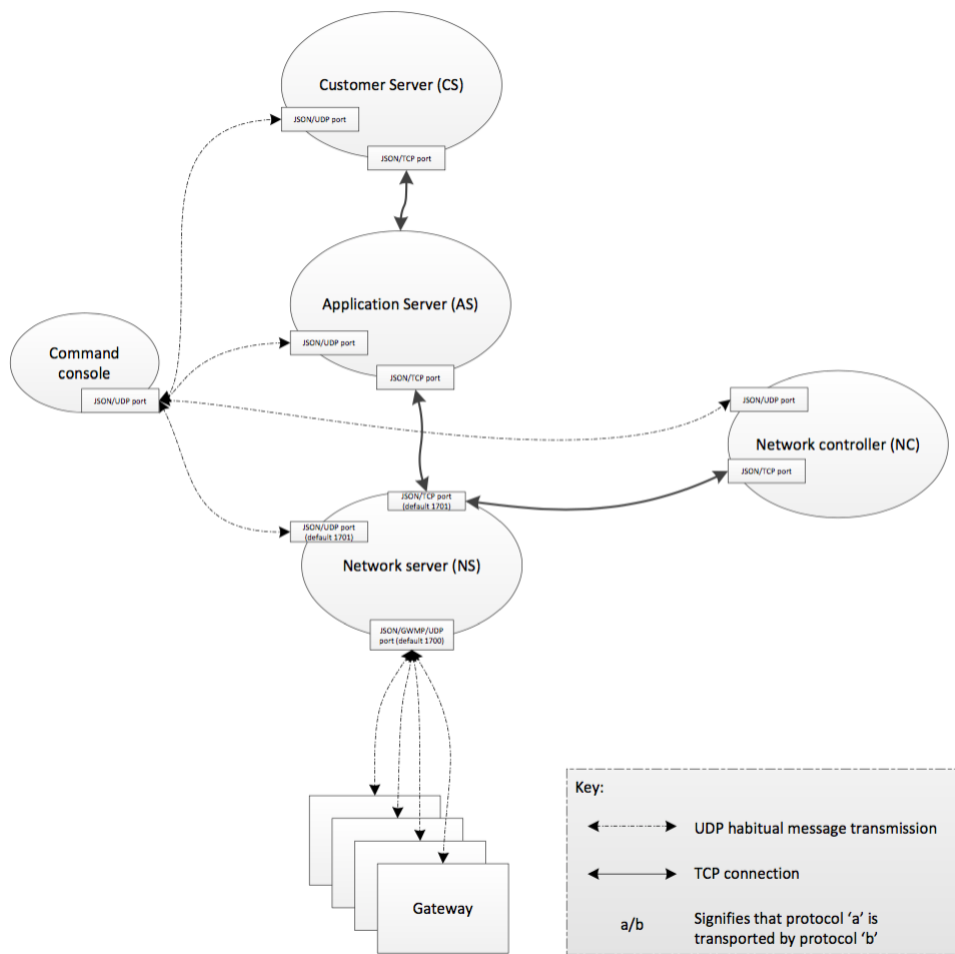 Customer Server (CS)
JSON/UDP port
JSON/TCP port
Application Server (AS)
JSON/UDP port
JSON/TCP port
Command
console
JSON/UDP port
JSON/UDP port
Network controller (NC)
JSON/TCP port
JSON/TCP port
(default 1701)
JSON/UDP port
(default 1701)
Network server (NS)
JSON/GWMP/UDP
port (default 1700)
Gateway
Key:
UDP habitual message transmission
TCP connection
a/b
Signifies that protocol ‘a’ is
transported by protocol ‘b’